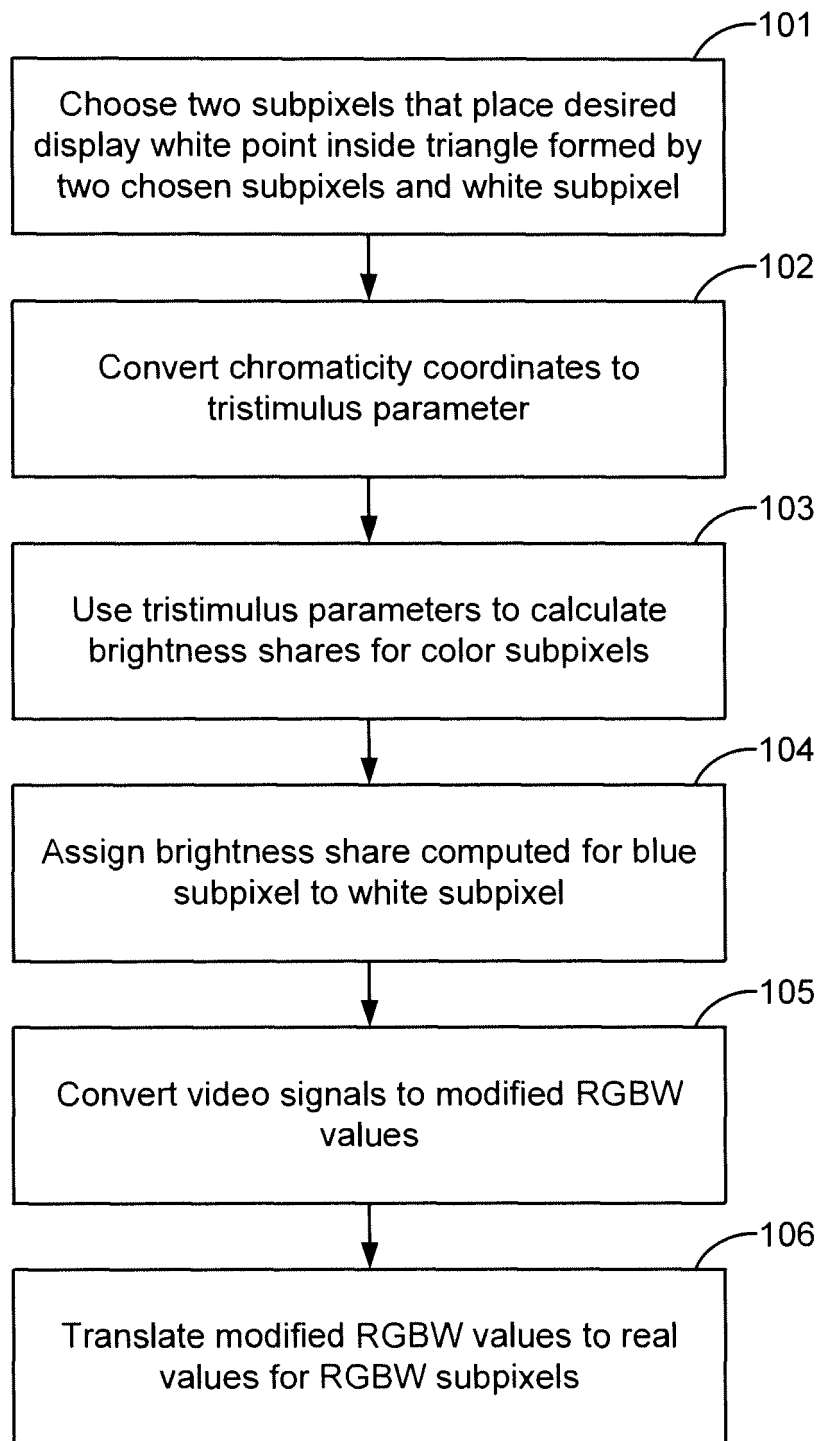 101
Choose two subpixels that place desired
display white point inside triangle formed by
two chosen subpixels and white subpixel
102
Convert chromaticity coordinates to
tristimulus parameter
103
Use tristimulus parameters to calculate
brightness shares for color subpixels
104
Assign brightness share computed for blue
subpixel to white subpixel
105
Convert video signals to modified RGBW
values
106
Translate modified RGBW values to real
values for RGBW subpixels